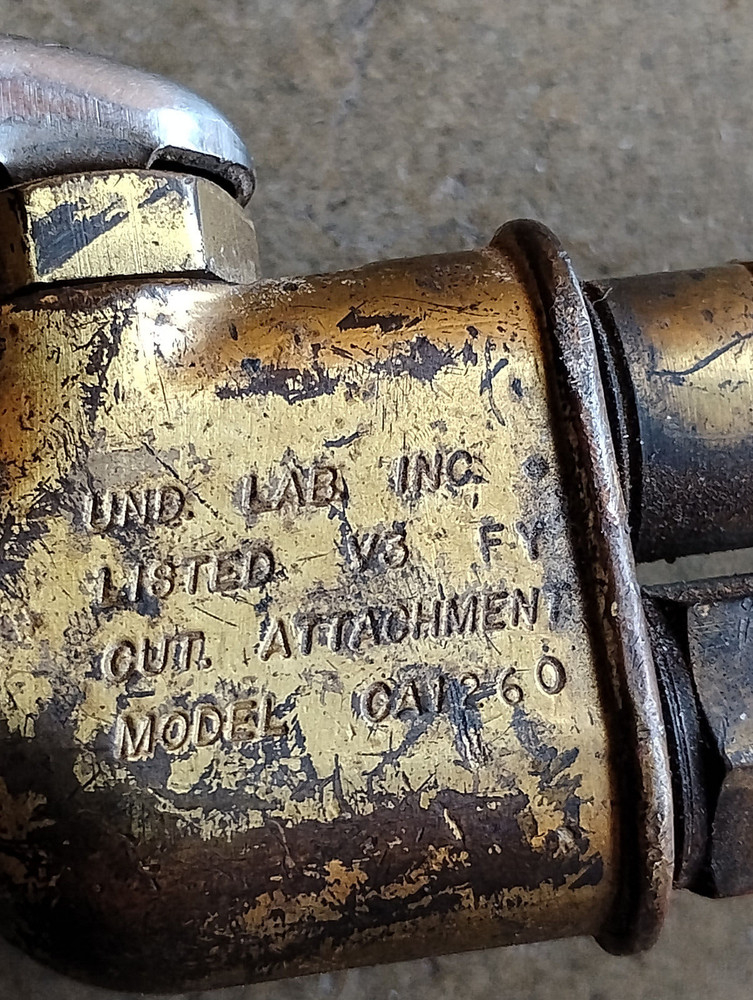 UND. LAB. INC.
LISTED V3 FY
CUT. ATTACHMENT
MODEL CA1260